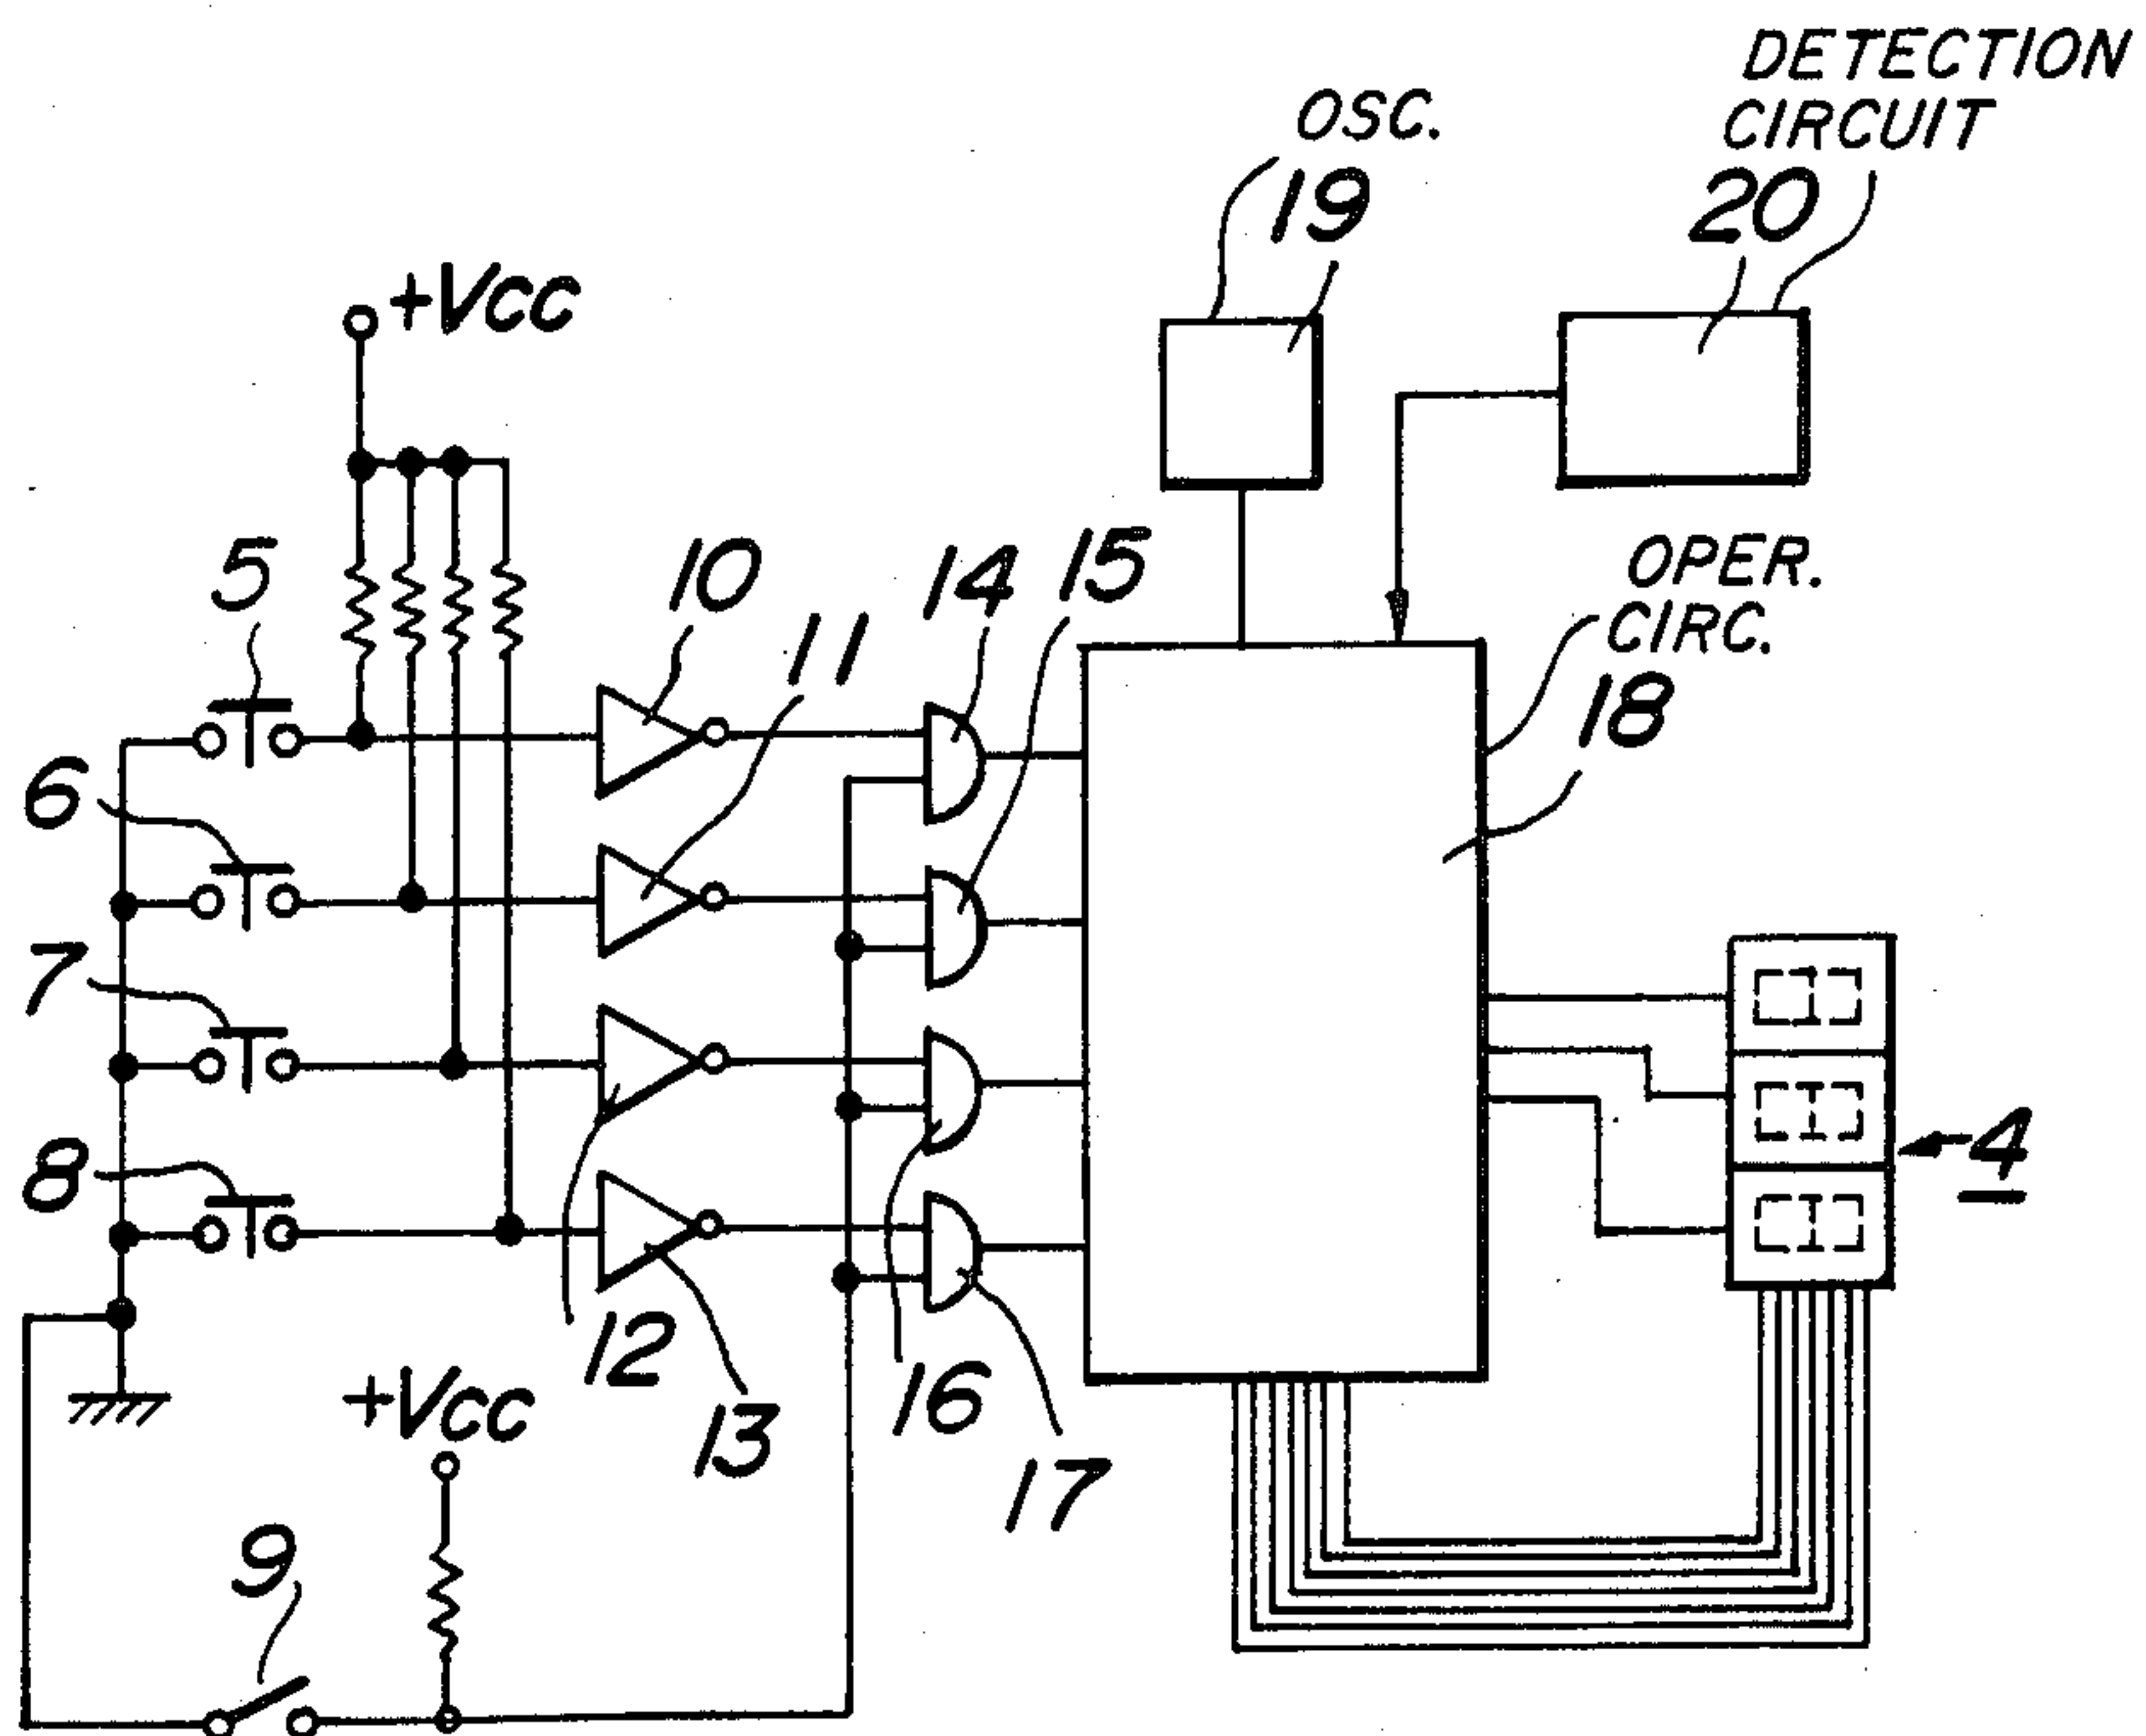 DETECTION
CIRCUIT
20
OSC.
19
+VCC
5
10
11
14
15
OPER.
CIRC.
18
6
7
8
4
12
13
16
17
+VCC
9